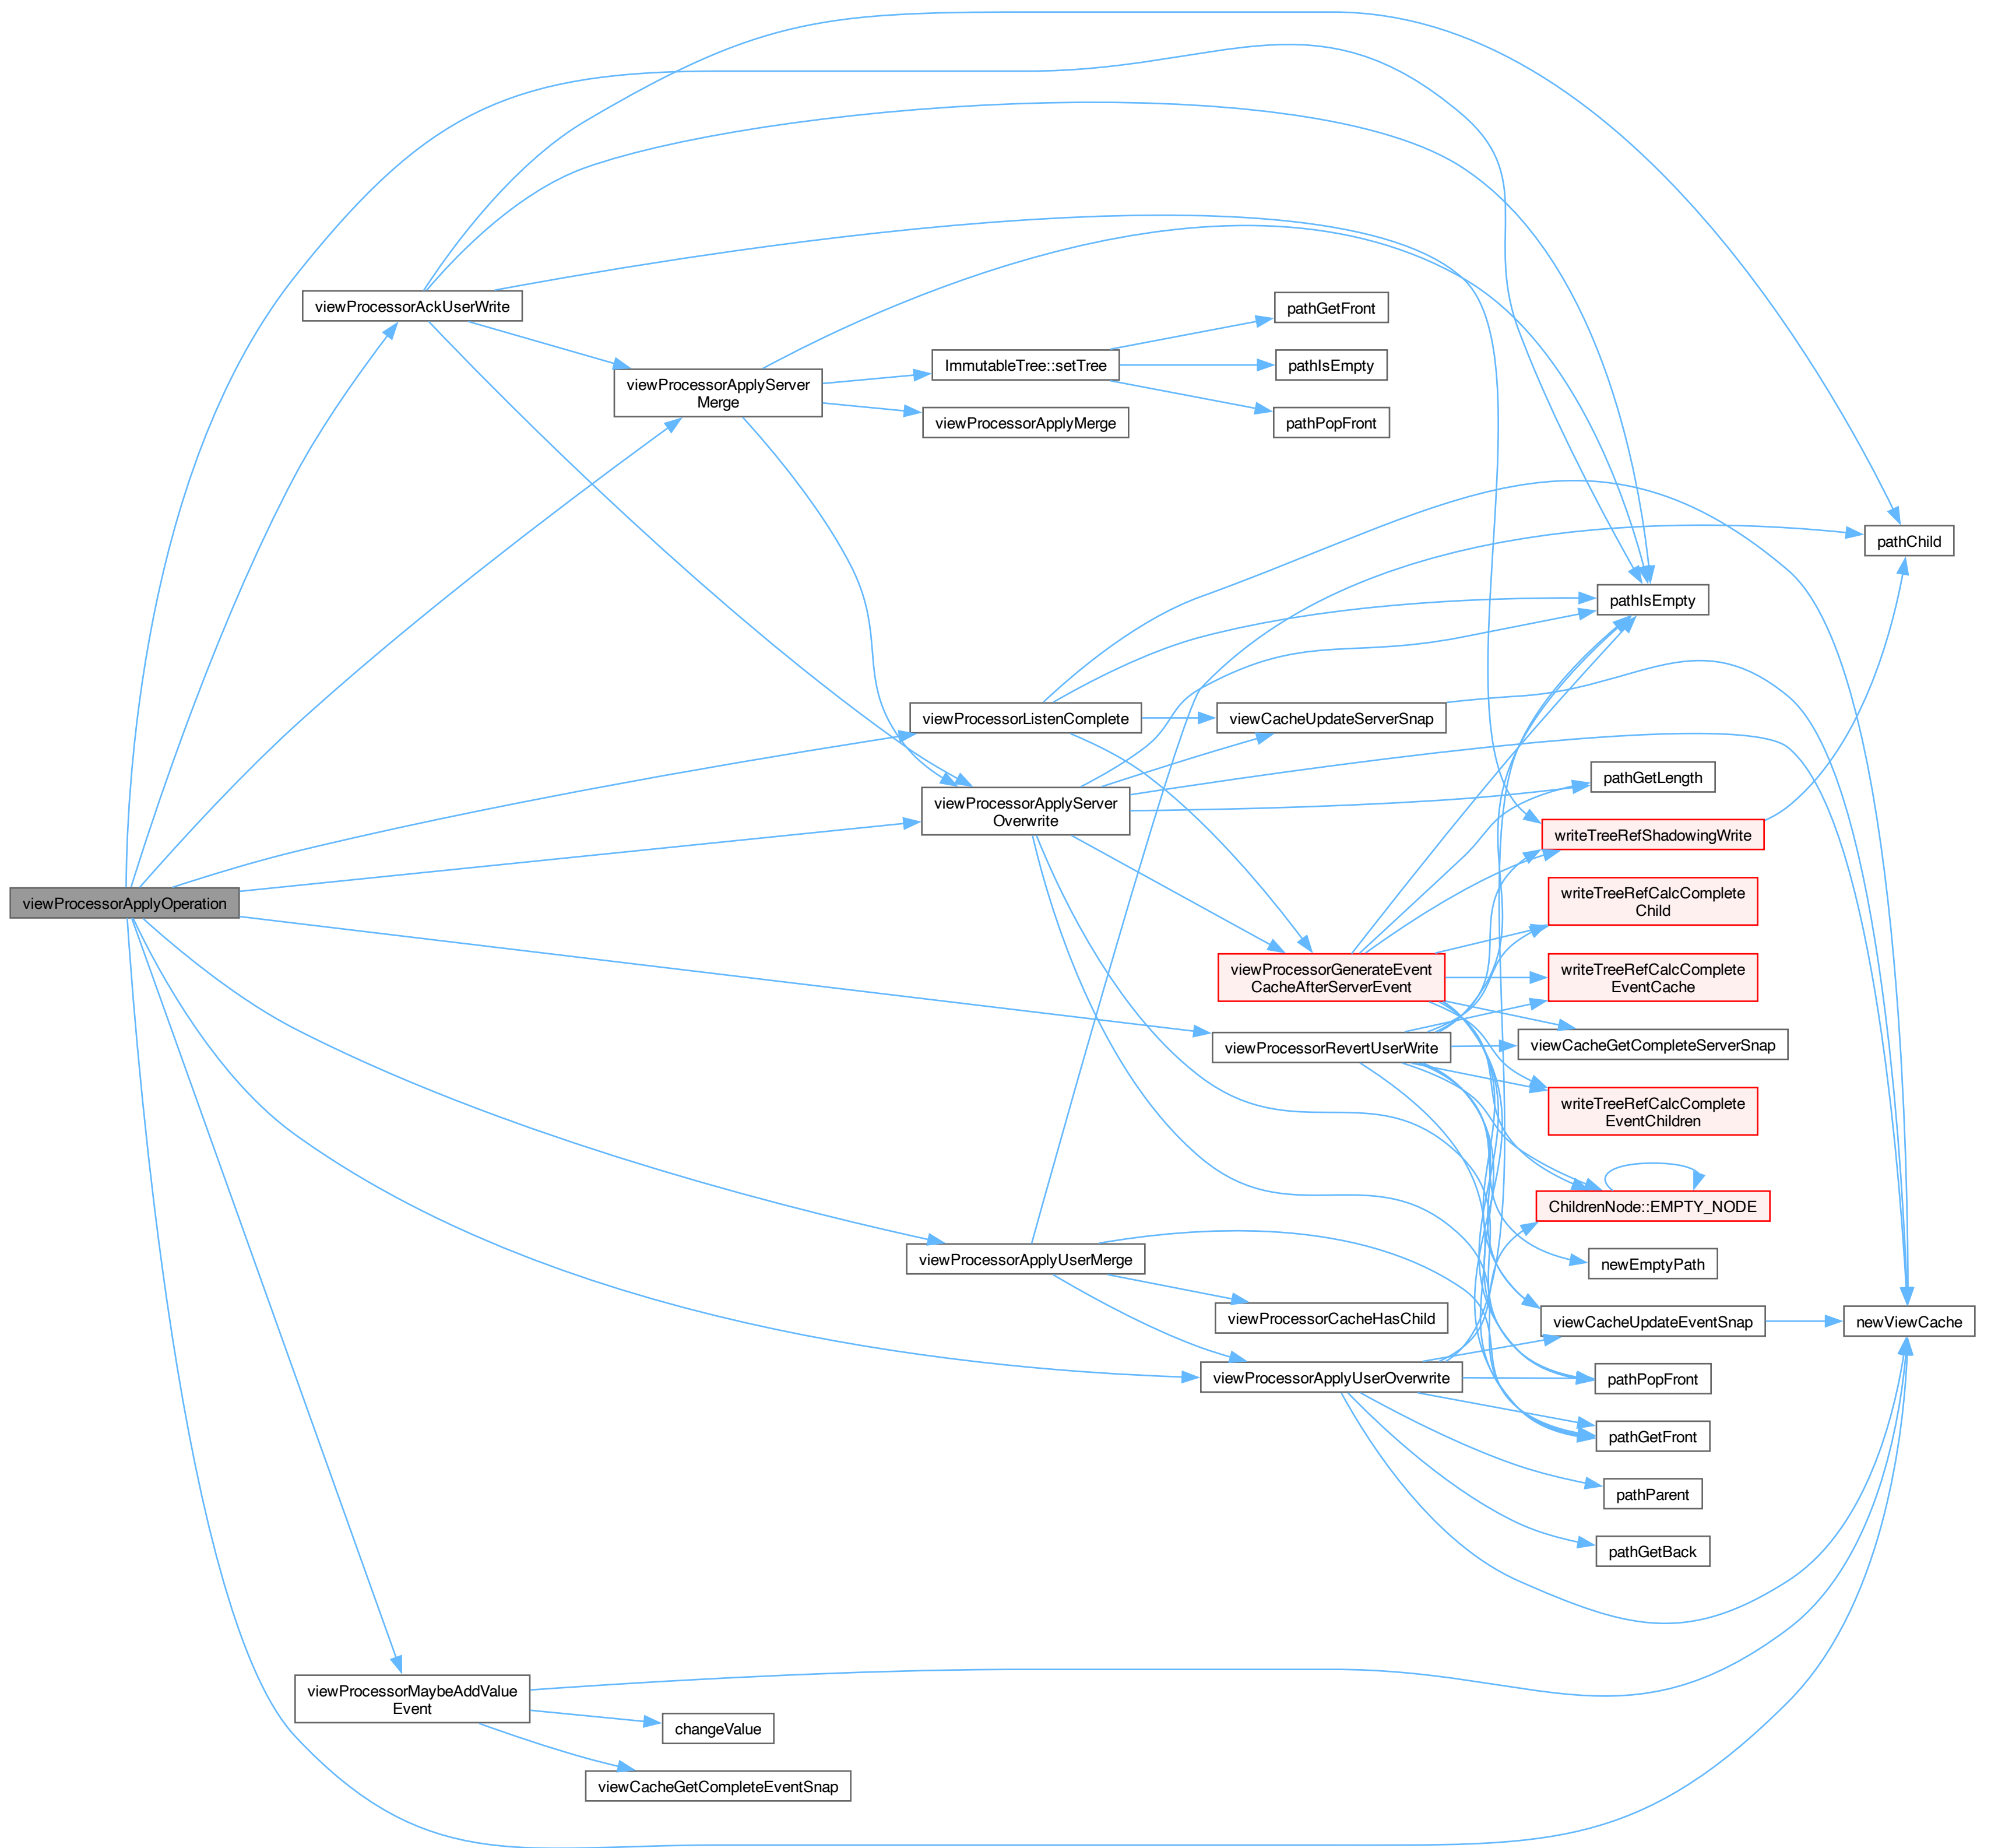 viewProcessorAckUserWrite
pathGetFront
ImmutableTree::setTree
pathIsEmpty
viewProcessorApplyServer
Merge
viewProcessorApplyMerge
pathPopFront
pathChild
pathIsEmpty
viewProcessorListenComplete
viewCacheUpdateServerSnap
pathGetLength
viewProcessorApplyServer
Overwrite
writeTreeRefShadowingWrite
viewProcessorApplyOperation
writeTreeRefCalcComplete
Child
viewProcessorGenerateEvent
CacheAfterServerEvent
writeTreeRefCalcComplete
EventCache
viewProcessorRevertUserWrite
viewCacheGetCompleteServerSnap
writeTreeRefCalcComplete
EventChildren
ChildrenNode::EMPTY_NODE
viewProcessorApplyUserMerge
newEmptyPath
viewProcessorCacheHasChild
viewCacheUpdateEventSnap
newViewCache
viewProcessorApplyUserOverwrite
pathPopFront
pathGetFront
pathParent
pathGetBack
viewProcessorMaybeAddValue
Event
changeValue
viewCacheGetCompleteEventSnap